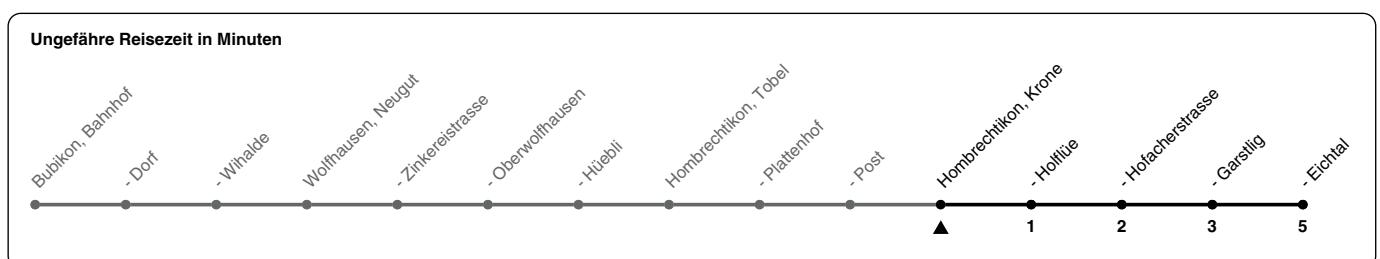 Ungefähre Reisezeit in Minuten
Bubikon, Bahnhof
- Dorf
- Wihalde
Wolfhausen, Neugut
- Zinkereistrasse
- Oberwolfhausen
- Hüebli
Hombrechtikon, Tobel
- Plattenhof
- Post
Hombrechtikon, Krone
- Holflüe
- Hofacherstrasse
- Garstlig
- Eichtal
1 2 3 5